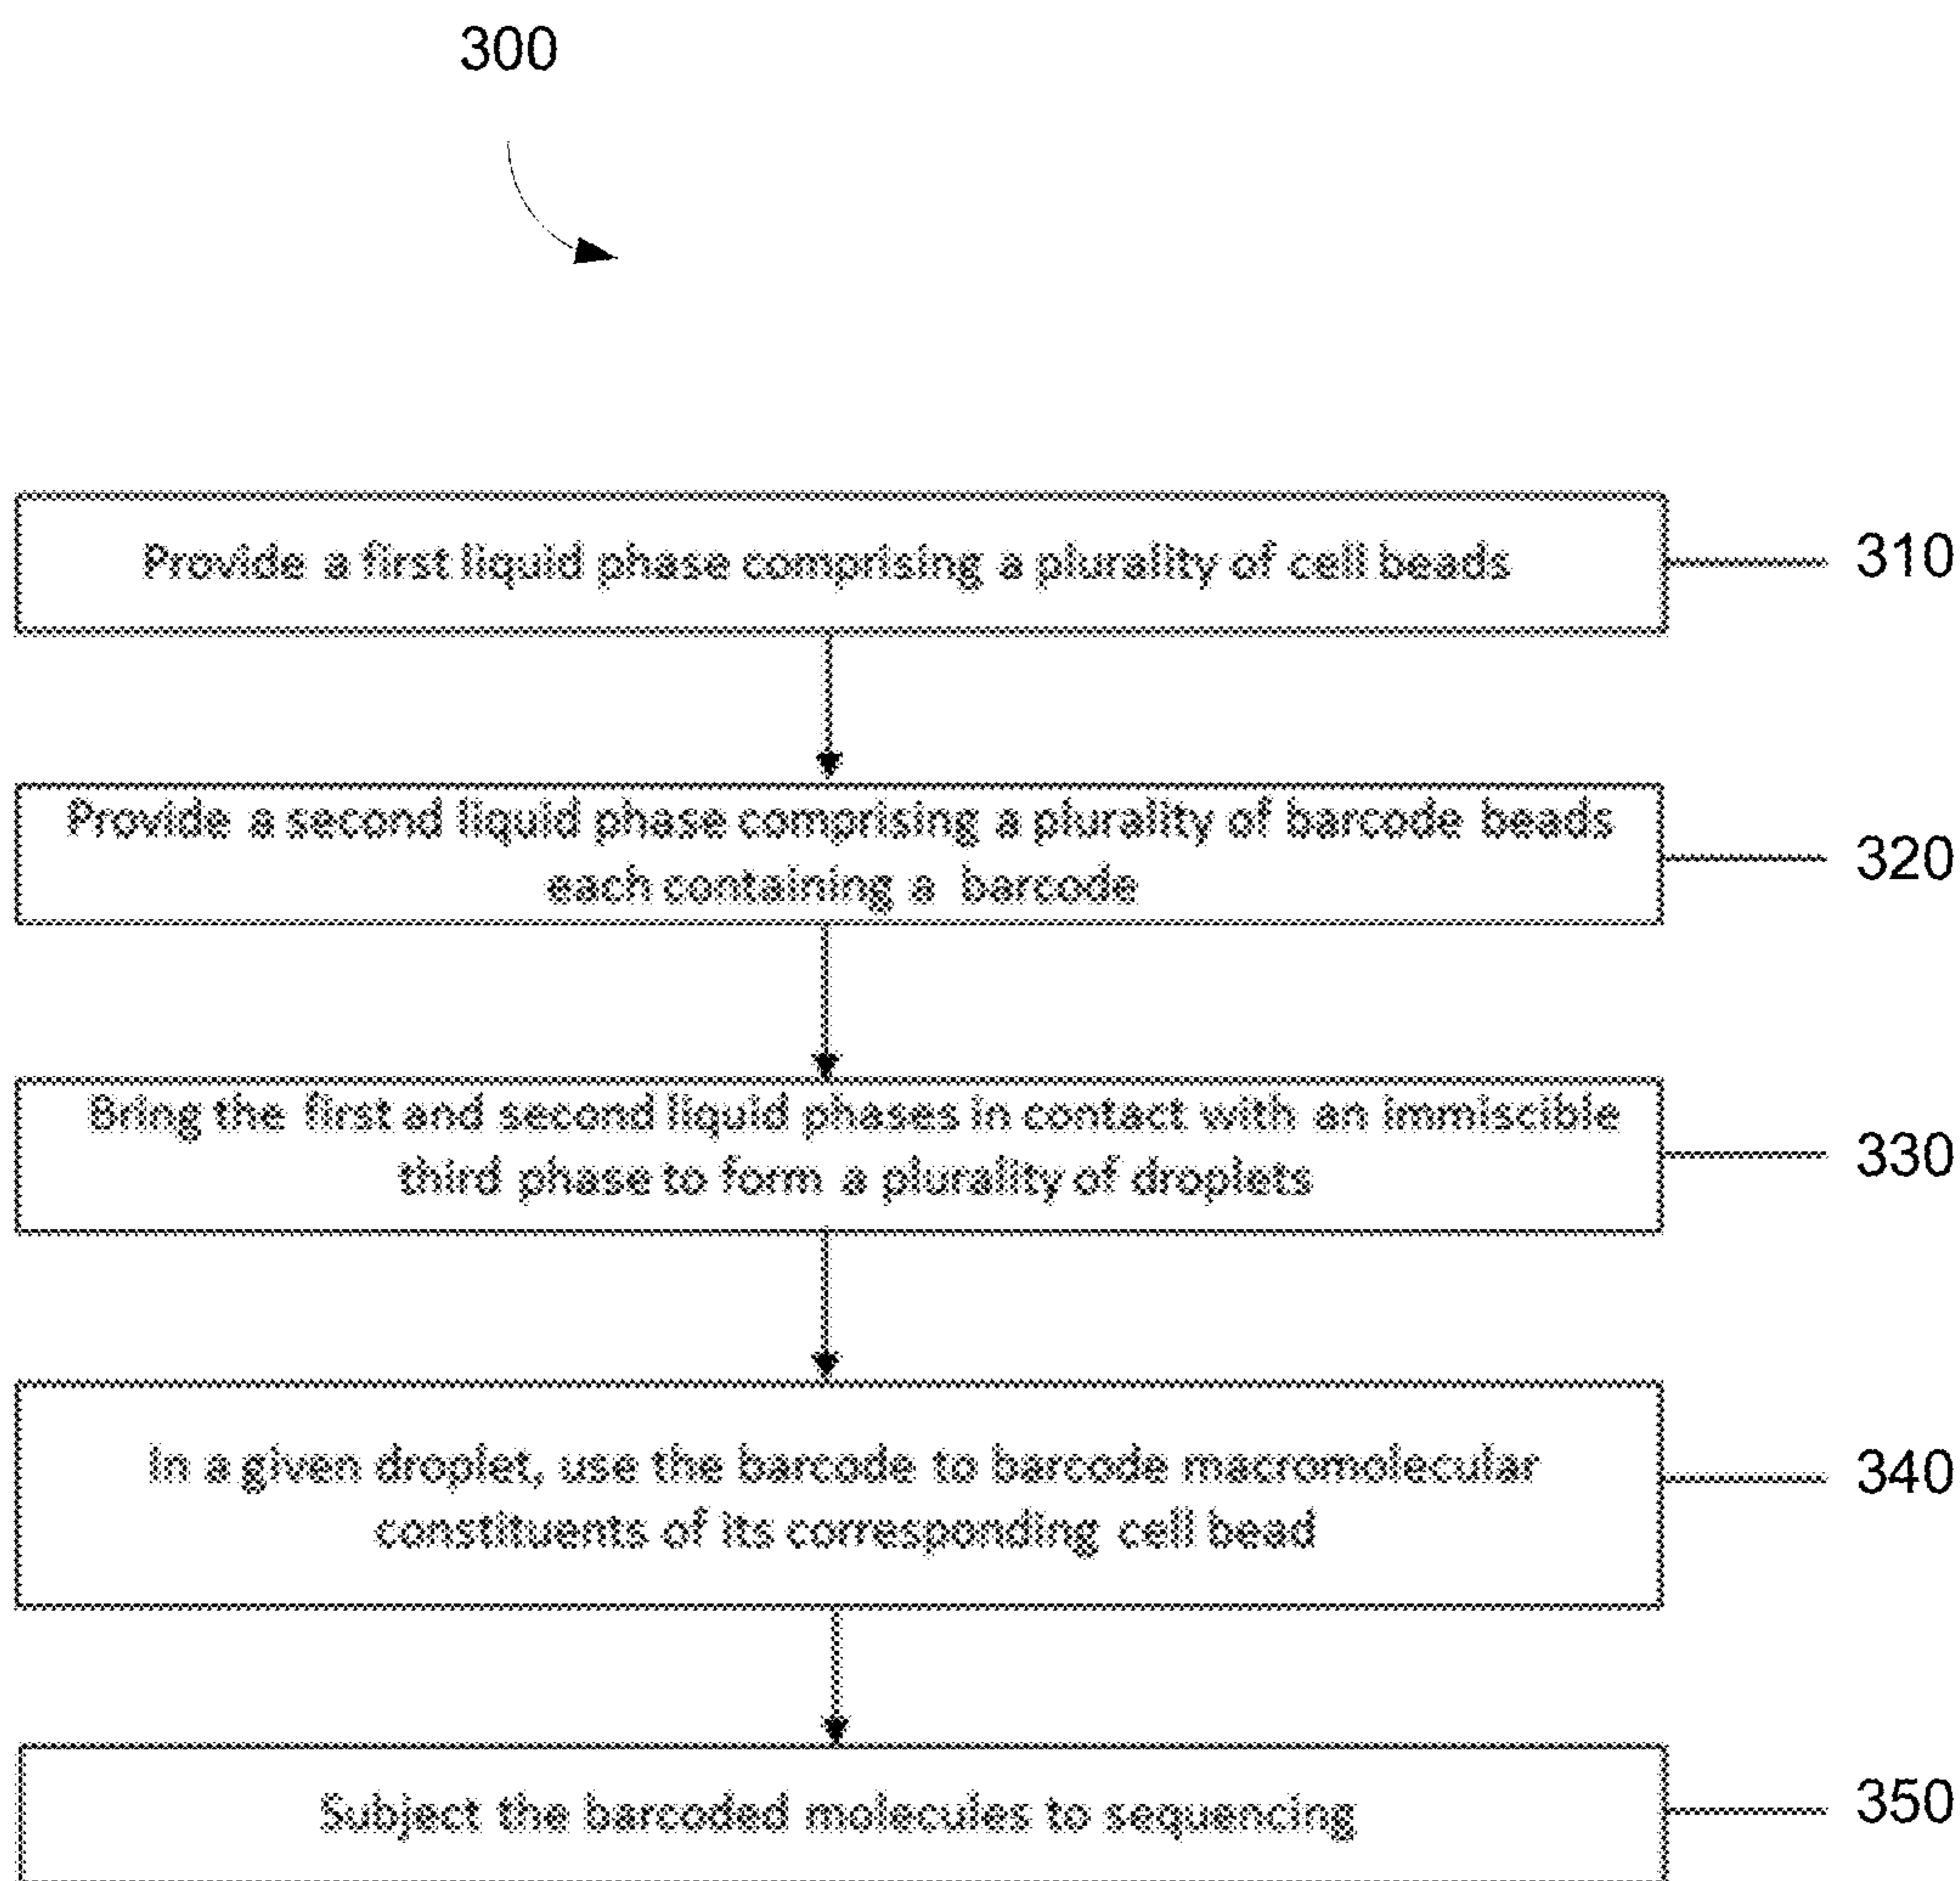 300
Provide a first liquid phase comprising a plurality of cell beads
310
Provide a second liquid phase comprising a plurality of barcode beads
each containing a barcode
320
Bring the first and second liquid phases in contact with an immiscible
third phase to form a plurality of droplets
330
In a given droplet, use the barcode to barcode macromolecular
constituents of its corresponding cell bead
340
Subject the barcoded molecules to sequencing
350